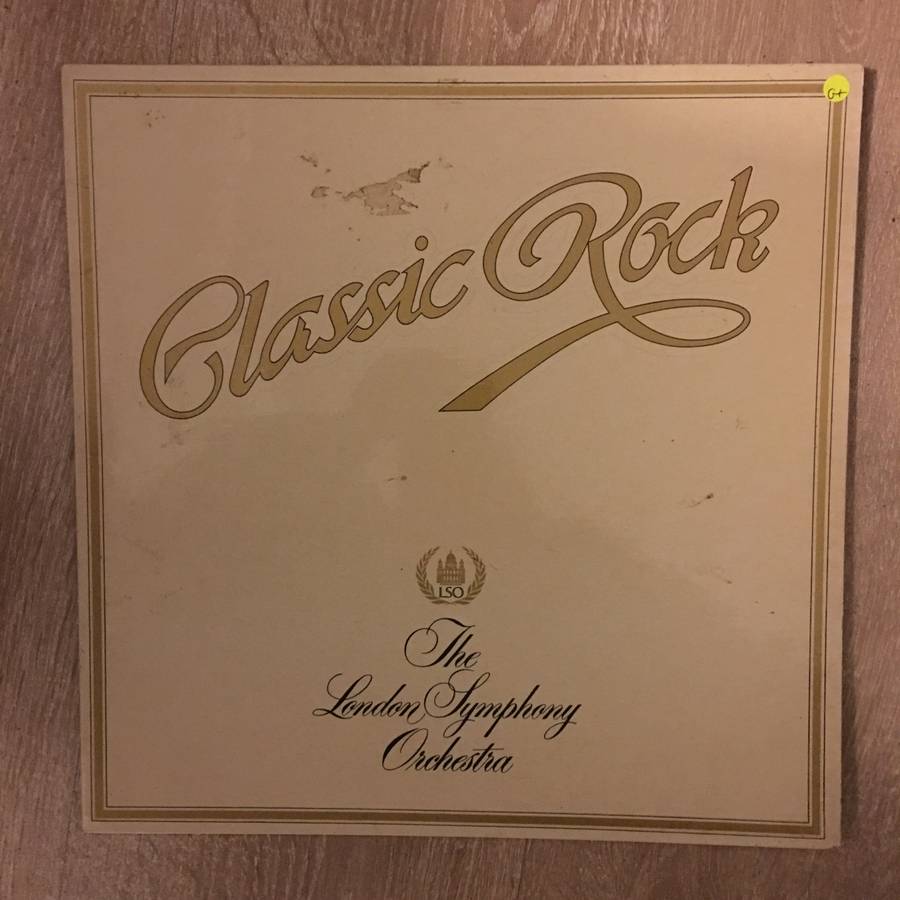 G+
Classic Rock
LSO
The
London Symphony
Orchestra